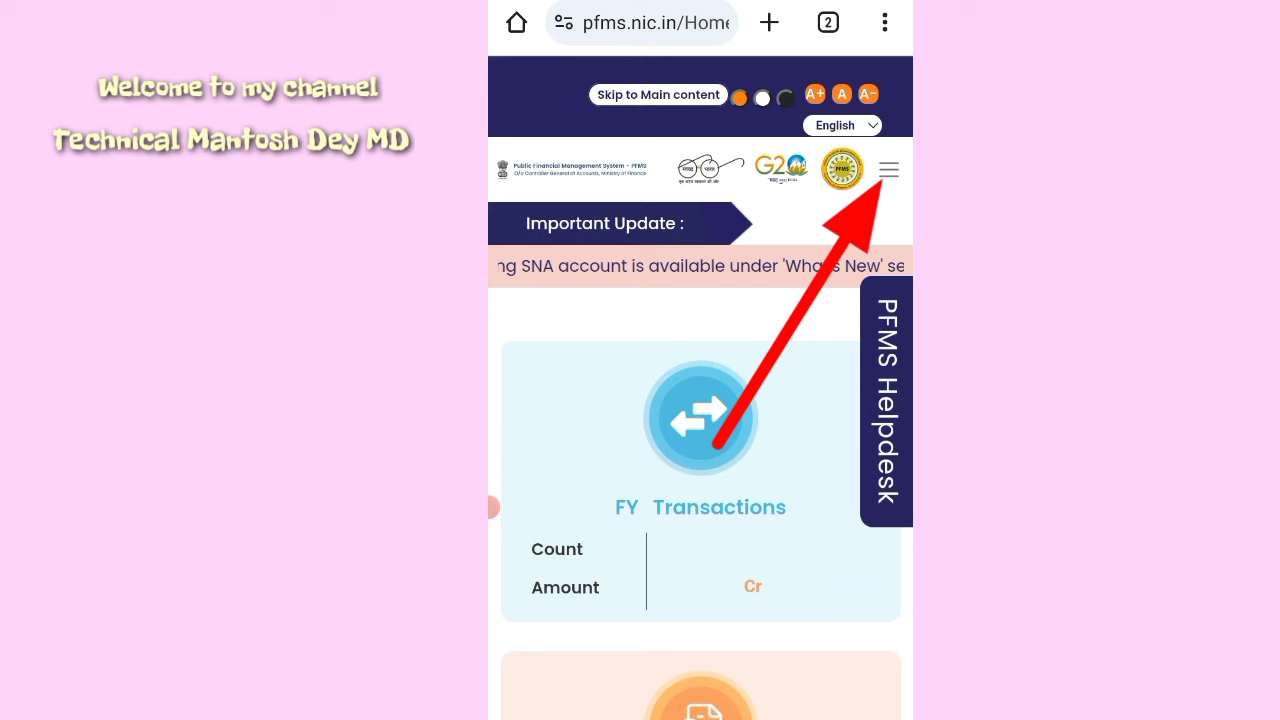 Welcome to my channel
Technical Mantosh Dey MD
pfms.nic.in/Home
2
Skip to Main content
A+ A A-
English
Public Financial Management System - PFMS
O/o Controller General of Accounts, Ministry of Finance
G20
PFMS
Important Update :
ng SNA account is available under 'What's New' se
PFMS Helpdesk
FY Transactions
Count
Amount
Cr